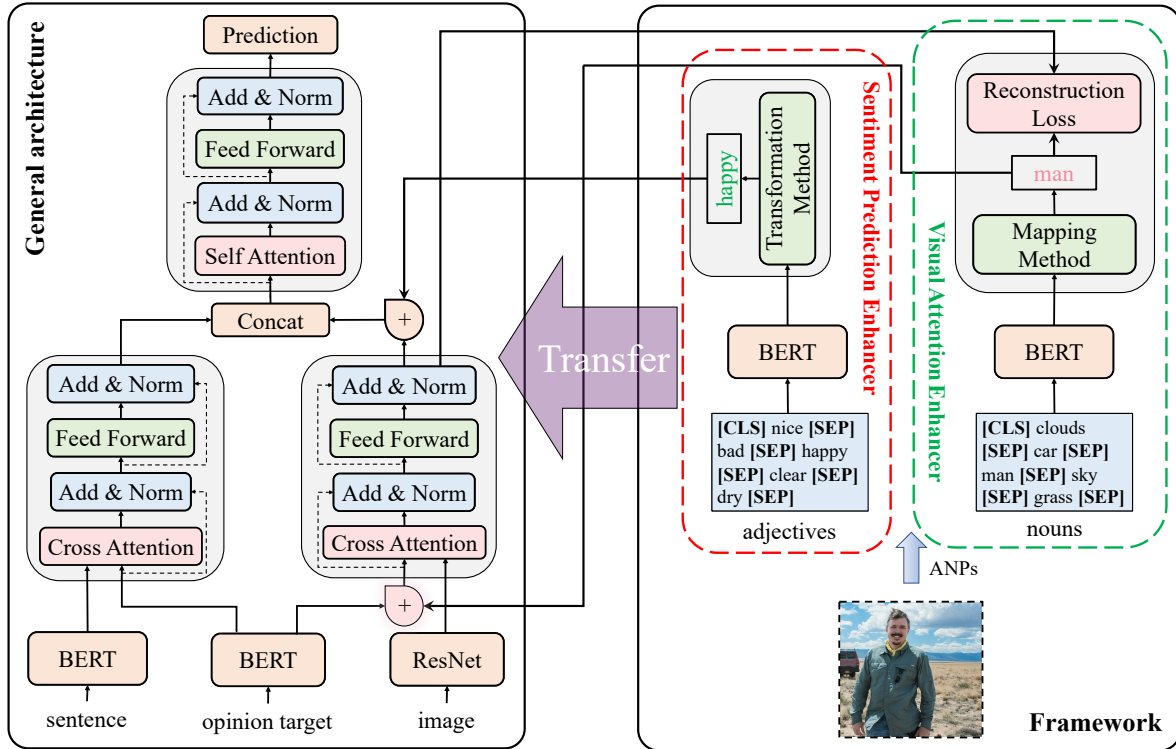 General architecture
Prediction
Add & Norm
Feed Forward
Add & Norm
Self Attention
Concat
+
Add & Norm
Feed Forward
Add & Norm
Cross Attention
Add & Norm
Feed Forward
Add & Norm
Cross Attention
+
BERT
BERT
ResNet
sentence
opinion target
image
Transfer
Sentiment Prediction Enhancer
happy
Transformation
Method
BERT
[CLS] nice [SEP]
bad [SEP] happy
[SEP] clear [SEP]
dry [SEP]
adjectives
Visual Attention Enhancer
Reconstruction
Loss
man
Mapping
Method
BERT
[CLS] clouds
[SEP] car [SEP]
man [SEP] sky
[SEP] grass [SEP]
nouns
ANPs
Framework